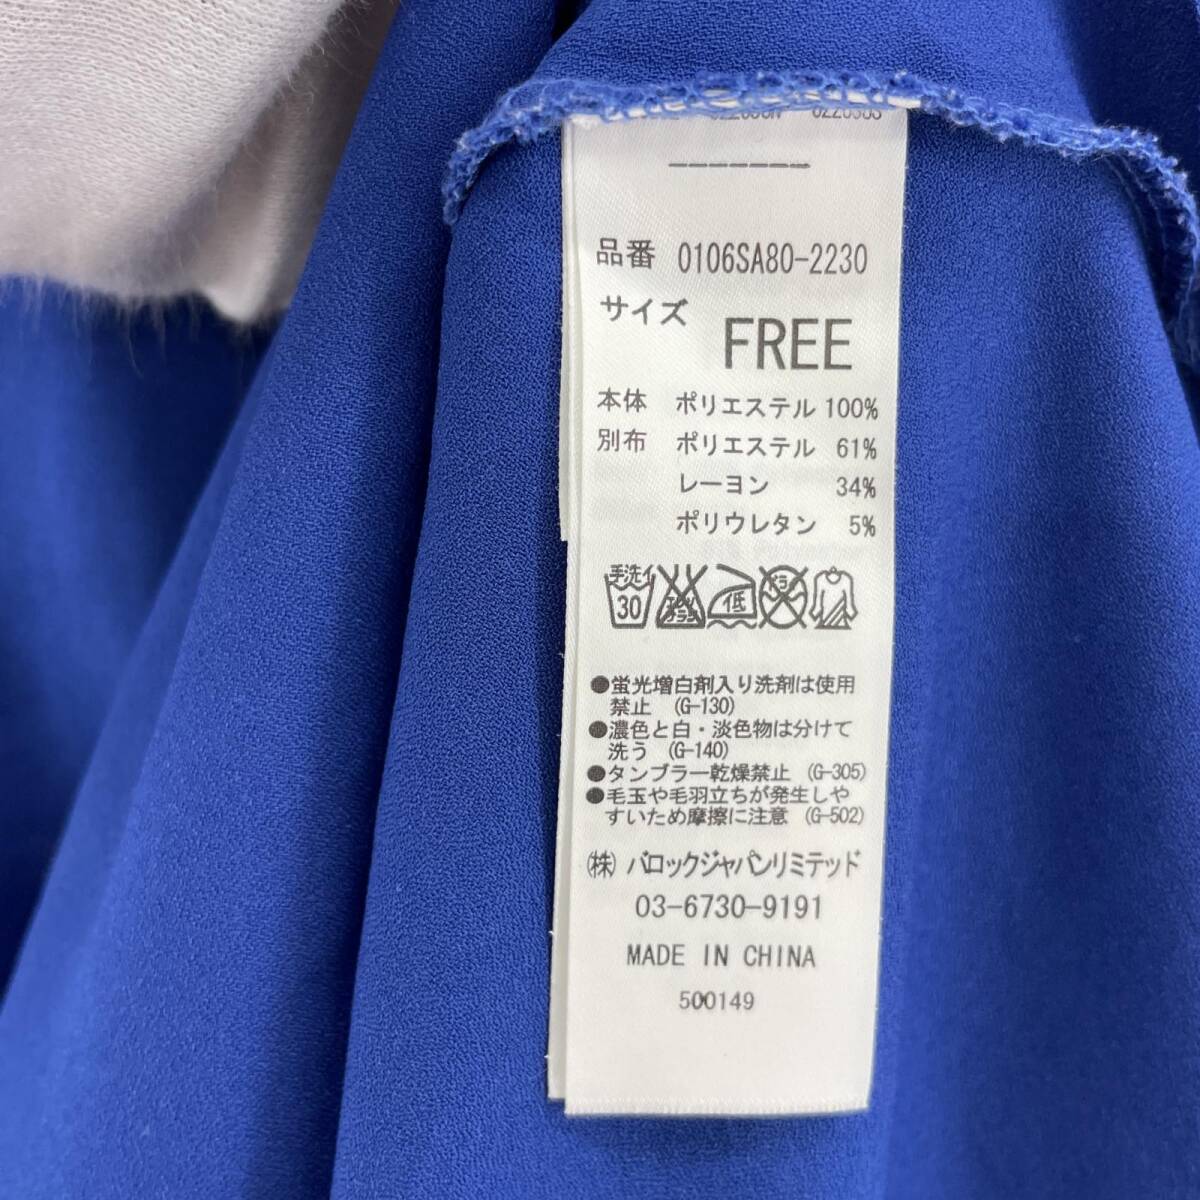 品番 0106SA80-2230
サイズ FREE
本体 ポリエステル 100%
別布 ポリエステル 61%
レーヨン 34%
ポリウレタン 5%
手洗イ 30 低
●蛍光増白剤入り洗剤は使用
禁止 (G-130)
●濃色と白・淡色物は分けて
洗う (G-140)
●タンブラー乾燥禁止 (G-305)
●毛玉や毛羽立ちが発生しや
すいため摩擦に注意 (G-502)
㈱ バロックジャパンリミテッド
03-6730-9191
MADE IN CHINA
500149